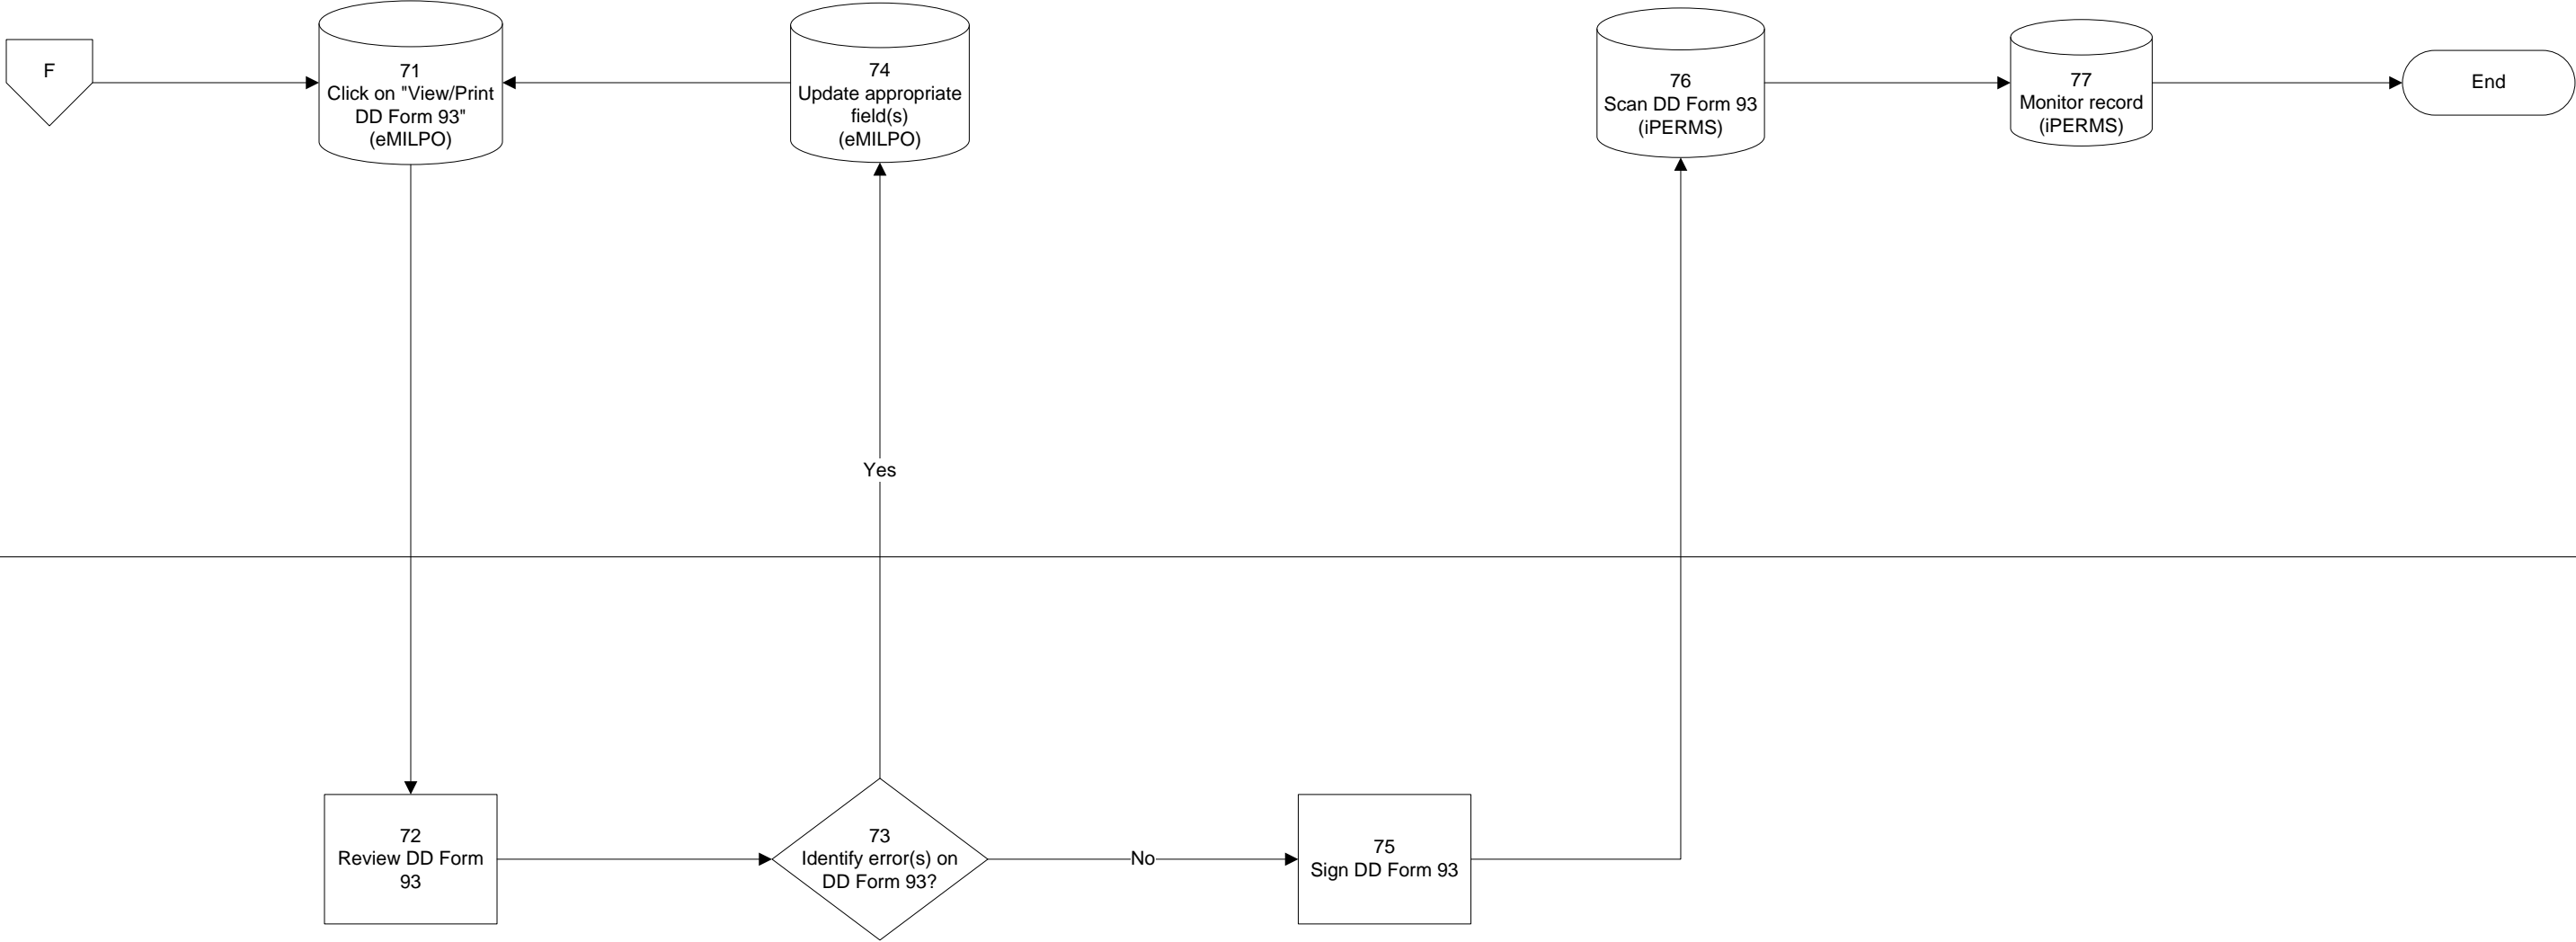 F
71
Click on "View/Print
DD Form 93"
(eMILPO)
74
Update appropriate
field(s)
(eMILPO)
76
Scan DD Form 93
(iPERMS)
77
Monitor record
(iPERMS)
End
Yes
72
Review DD Form
93
73
Identify error(s) on
DD Form 93?
No
75
Sign DD Form 93